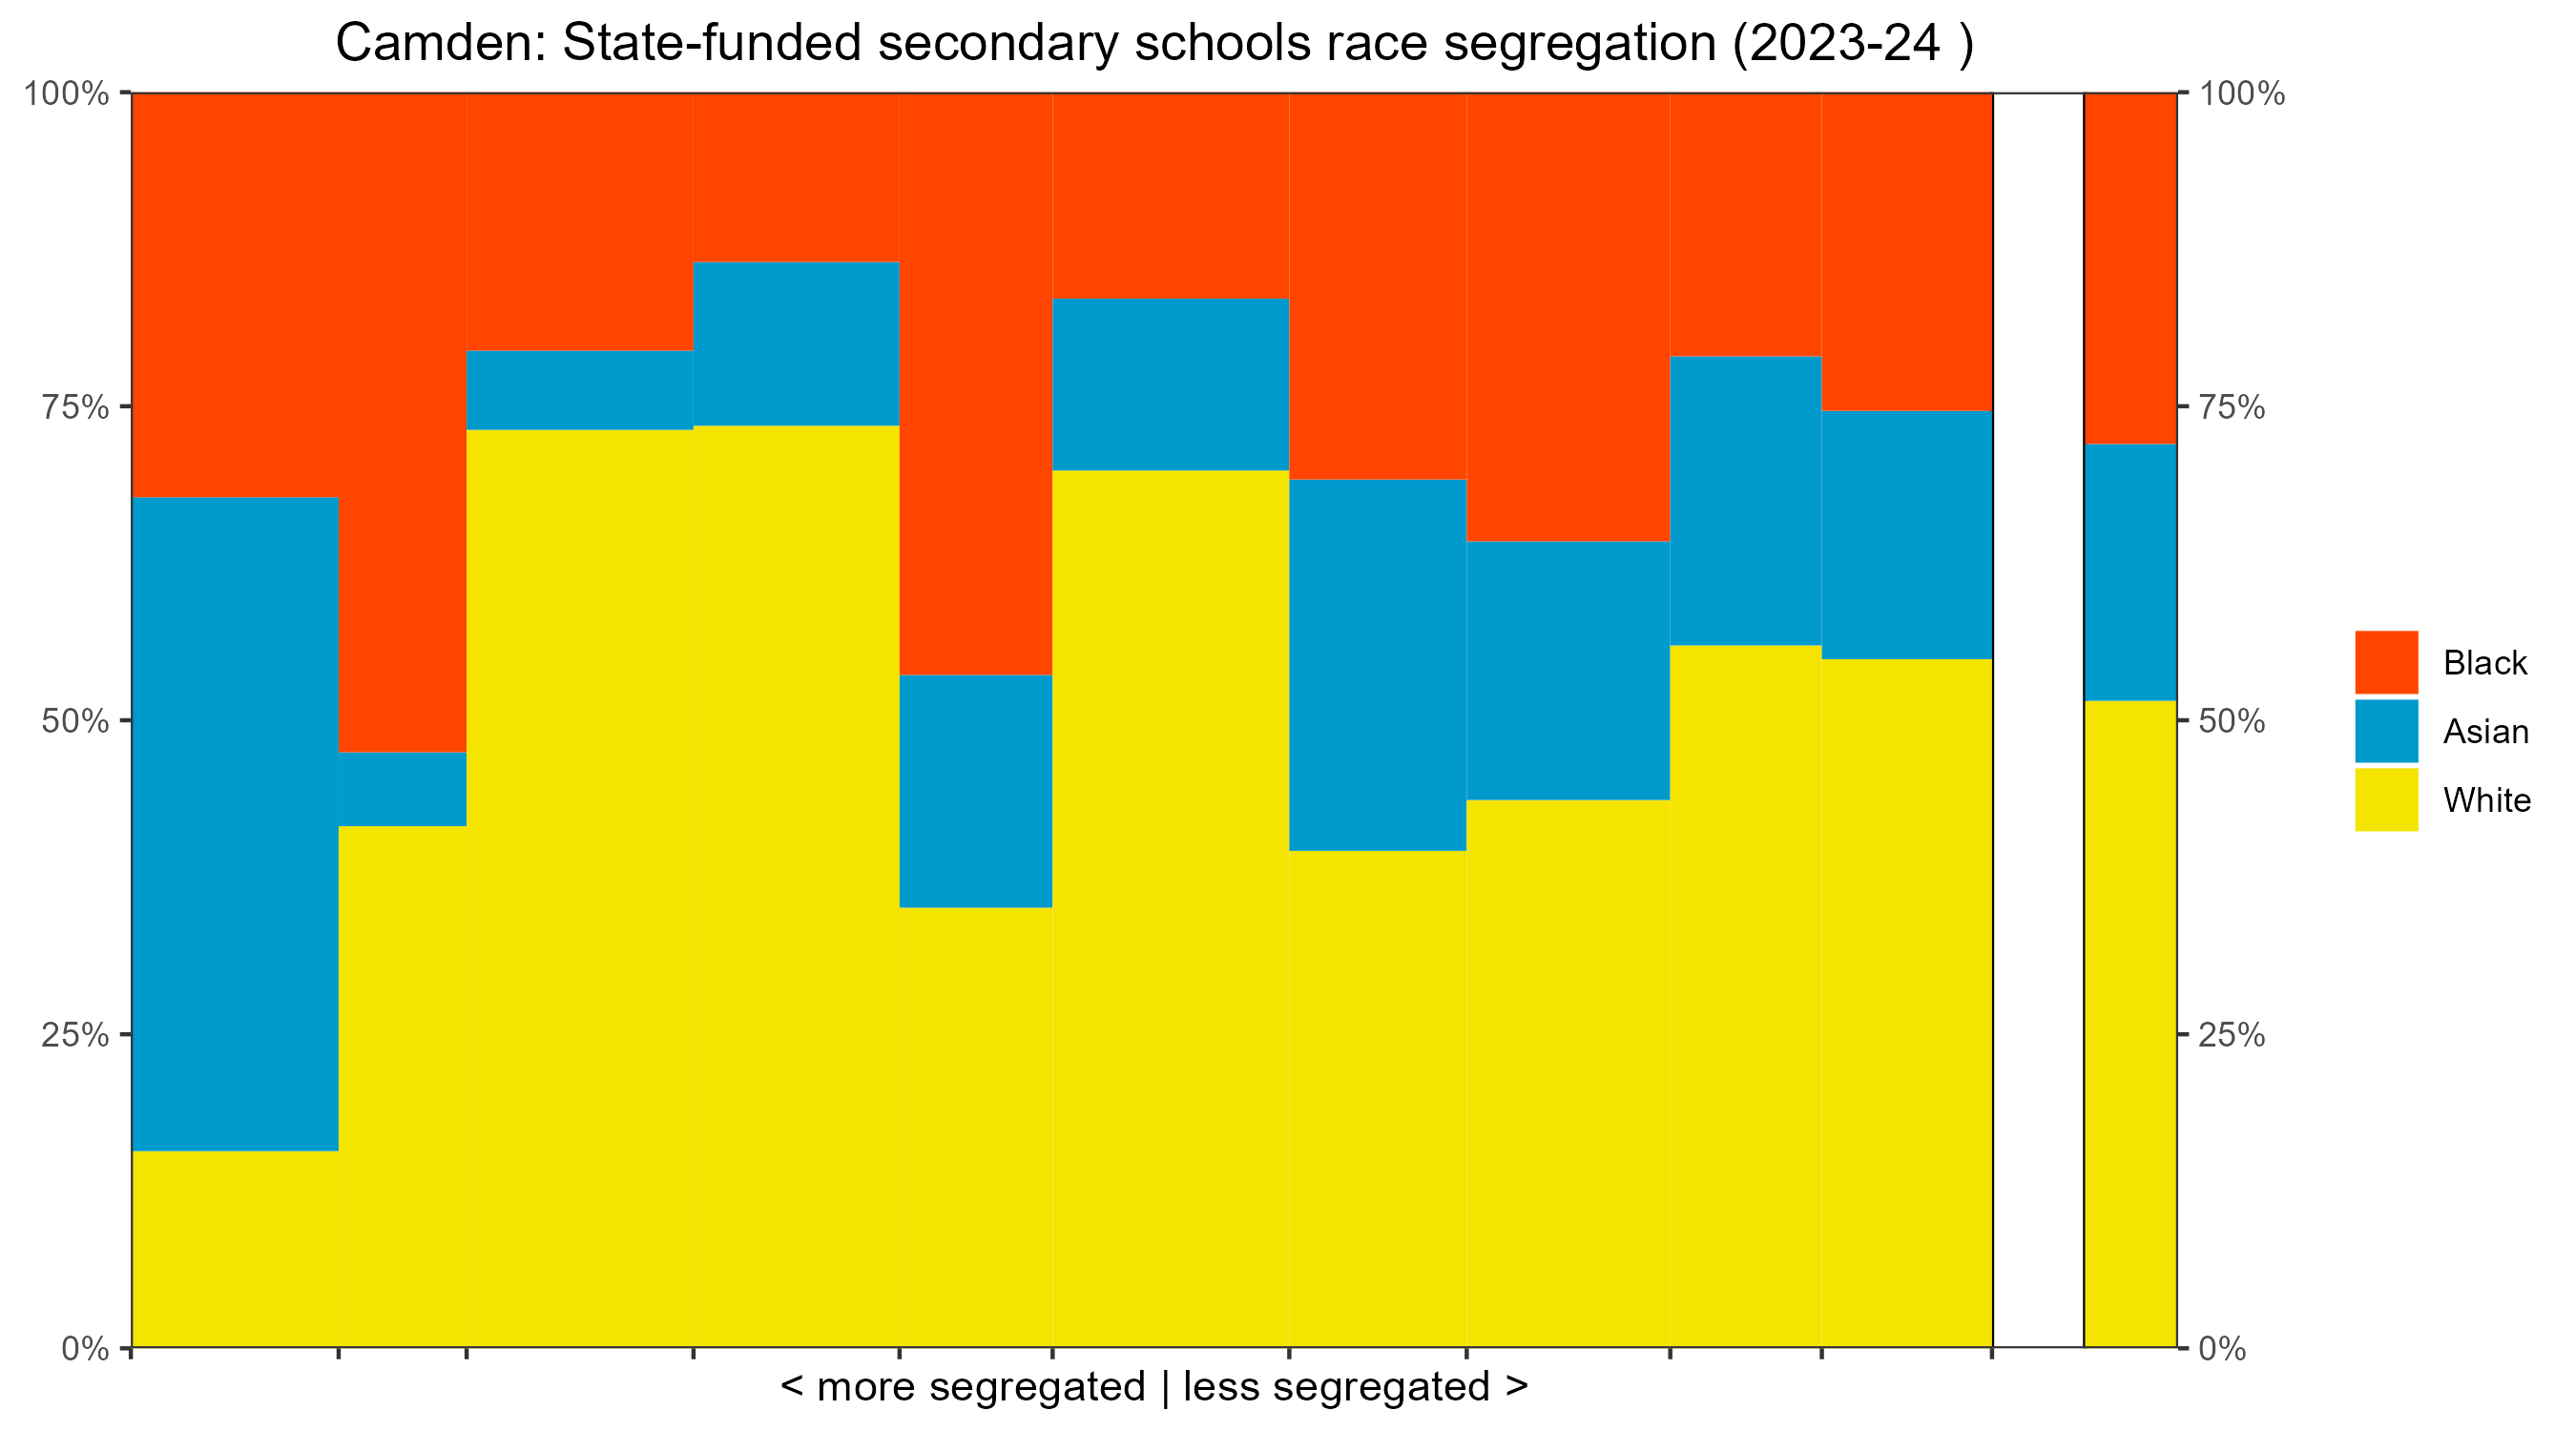 Camden: State-funded secondary schools race segregation (2023-24 )
100%
75%
50%
25%
0%
100%
75%
50%
25%
0%
Black
Asian
White
< more segregated | less segregated >